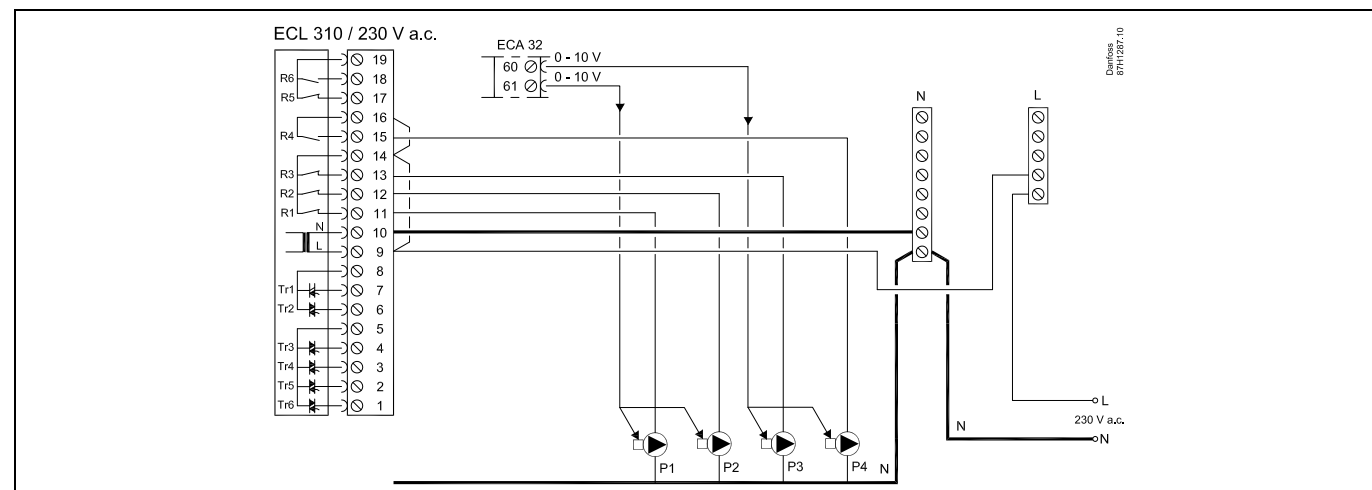 ECL 310 / 230 V a.c.
ECA 32
60 0 - 10 V
61 0 - 10 V
Danfoss
87H1287.10
N
L
19
R6 18
R5 17
16
R4 15
14
R3 13
R2 12
R1 11
N 10
L 9
8
Tr1 7
Tr2 6
5
Tr3 4
Tr4 3
Tr5 2
Tr6 1
L
230 V a.c.
N
N
P1
P2
P3
P4
N